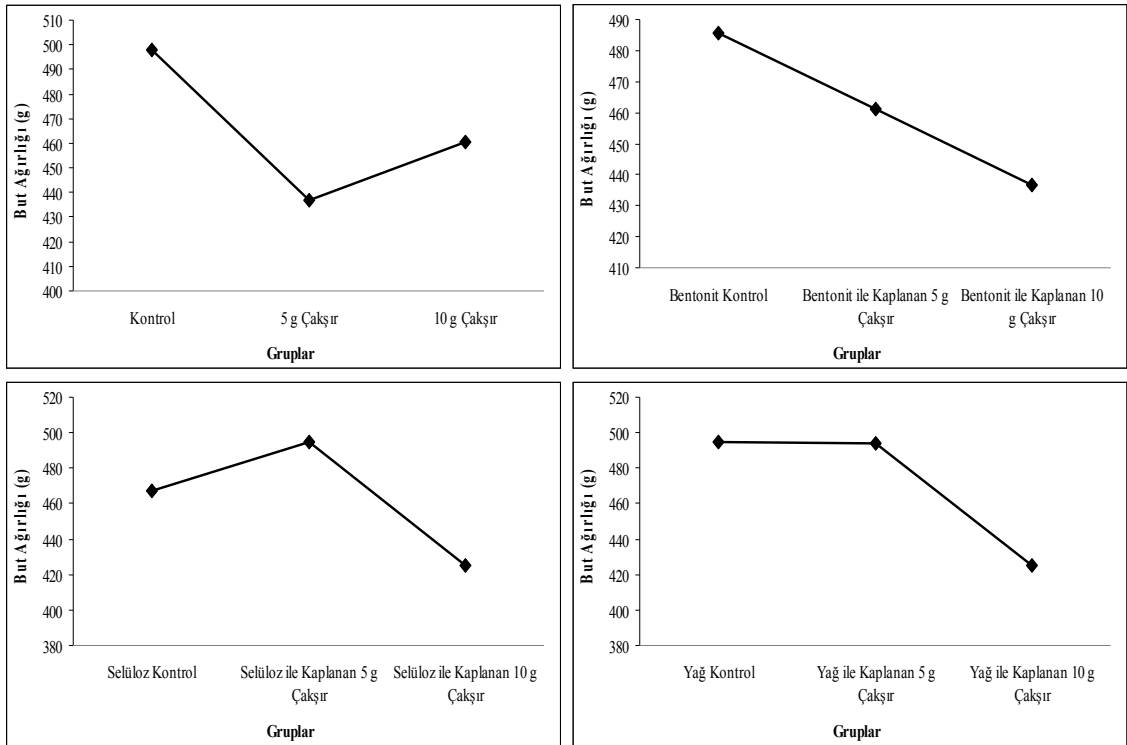 But Ağırlığı (g)
510
500
490
480
470
460
450
440
430
420
410
400
Kontrol
5 g Çakşır
10 g Çakşır
Gruplar
But Ağırlığı (g)
490
480
470
460
450
440
430
420
410
Bentonit Kontrol
Bentonit ile Kaplanan 5 g
Çakşır
Bentonit ile Kaplanan 10
g Çakşır
Gruplar
But Ağırlığı (g)
520
500
480
460
440
420
400
380
Selüloz Kontrol
Selüloz ile Kaplanan 5 g
Çakşır
Selüloz ile Kaplanan 10 g
Çakşır
Gruplar
But Ağırlığı (g)
520
500
480
460
440
420
400
380
Yağ Kontrol
Yağ ile Kaplanan 5 g
Çakşır
Yağ ile Kaplanan 10 g
Çakşır
Gruplar